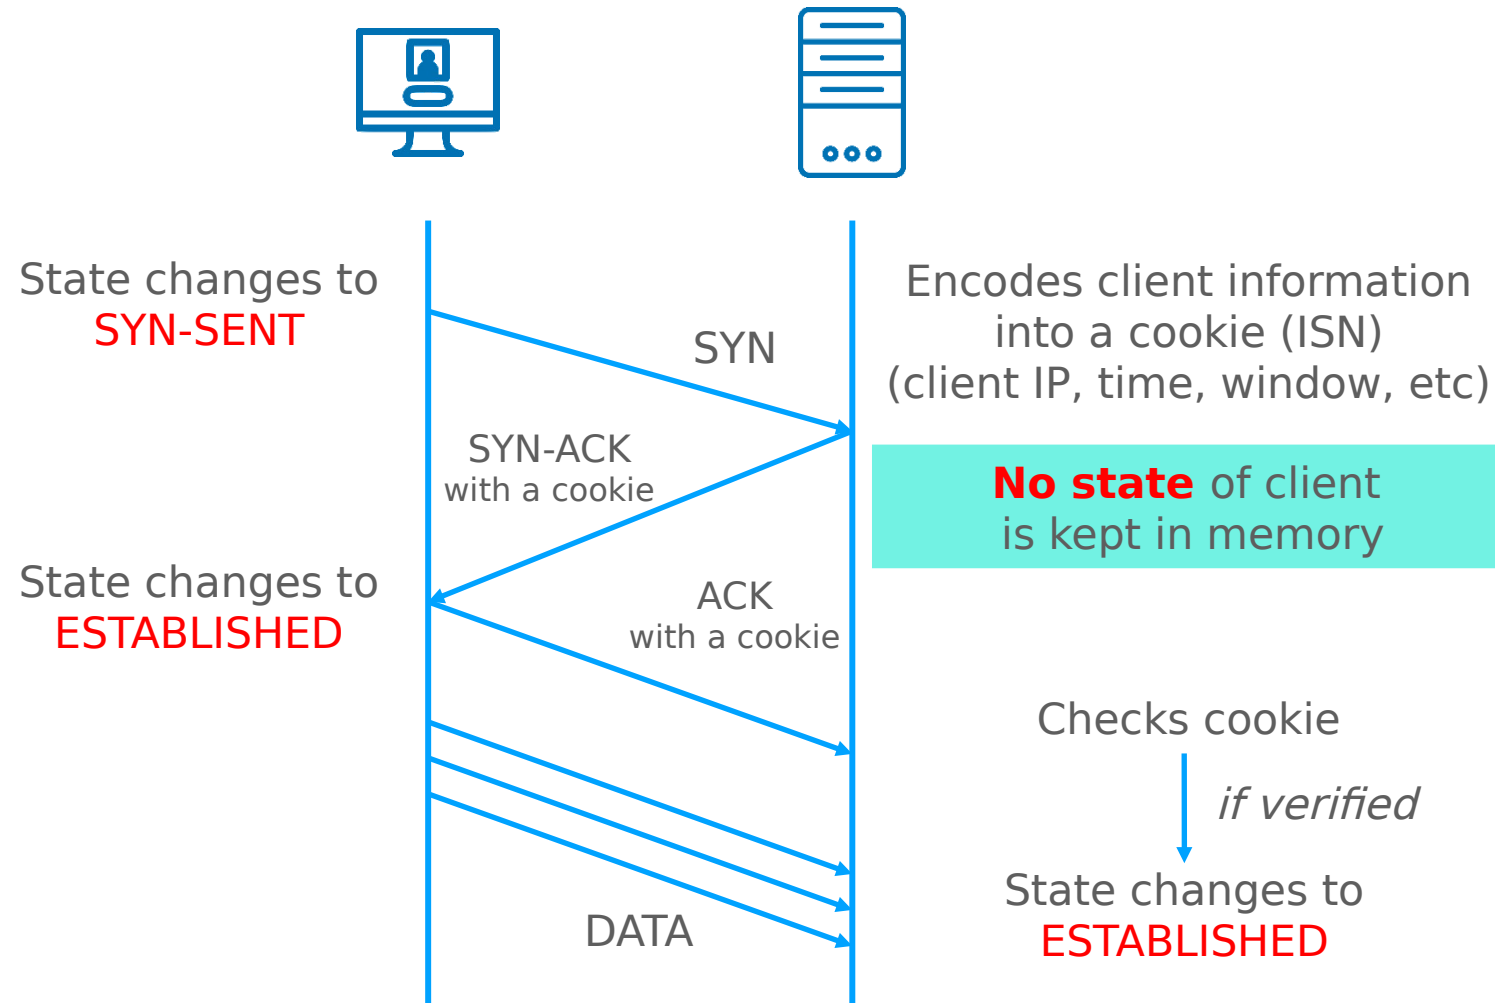 State changes to
SYN-SENT
SYN
Encodes client information
into a cookie (ISN)
(client IP, time, window, etc)
SYN-ACK
with a cookie
No state of client
is kept in memory
State changes to
ESTABLISHED
ACK
with a cookie
Checks cookie
if verified
State changes to
ESTABLISHED
DATA